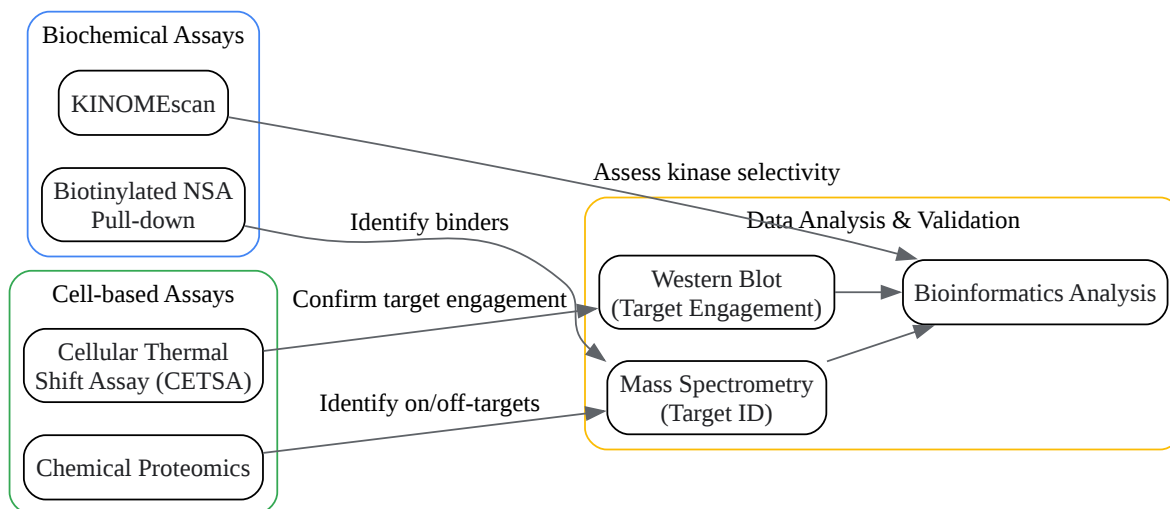 Biochemical Assays
KINOMEscan
Biotinylated NSA
Pull-down
Cell-based Assays
Cellular Thermal
Shift Assay (CETSA)
Chemical Proteomics
Assess kinase selectivity
Identify binders
Confirm target engagement
Identify on/off-targets
Data Analysis & Validation
Western Blot
(Target Engagement)
Mass Spectrometry
(Target ID)
Bioinformatics Analysis